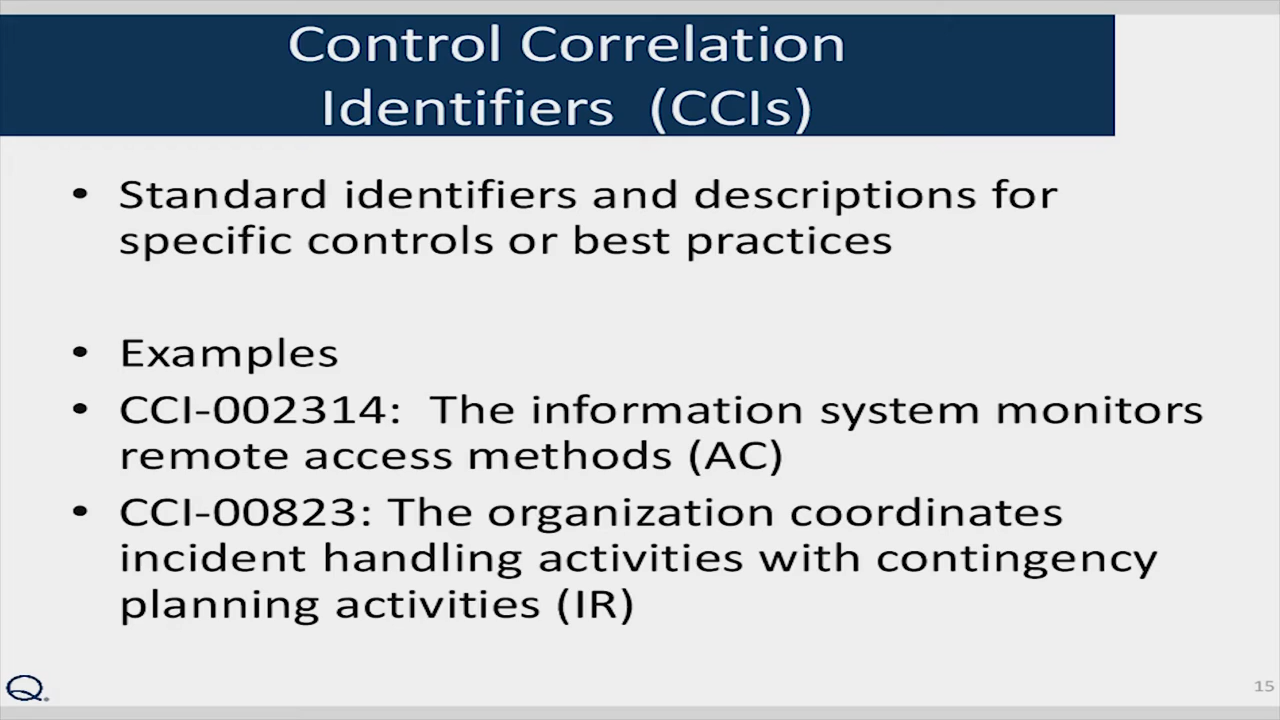 Control Correlation
Identifiers (CCIs)
• Standard identifiers and descriptions for
specific controls or best practices
• Examples
• CCI-002314: The information system monitors
remote access methods (AC)
• CCI-00823: The organization coordinates
incident handling activities with contingency
planning activities (IR)
Q
15